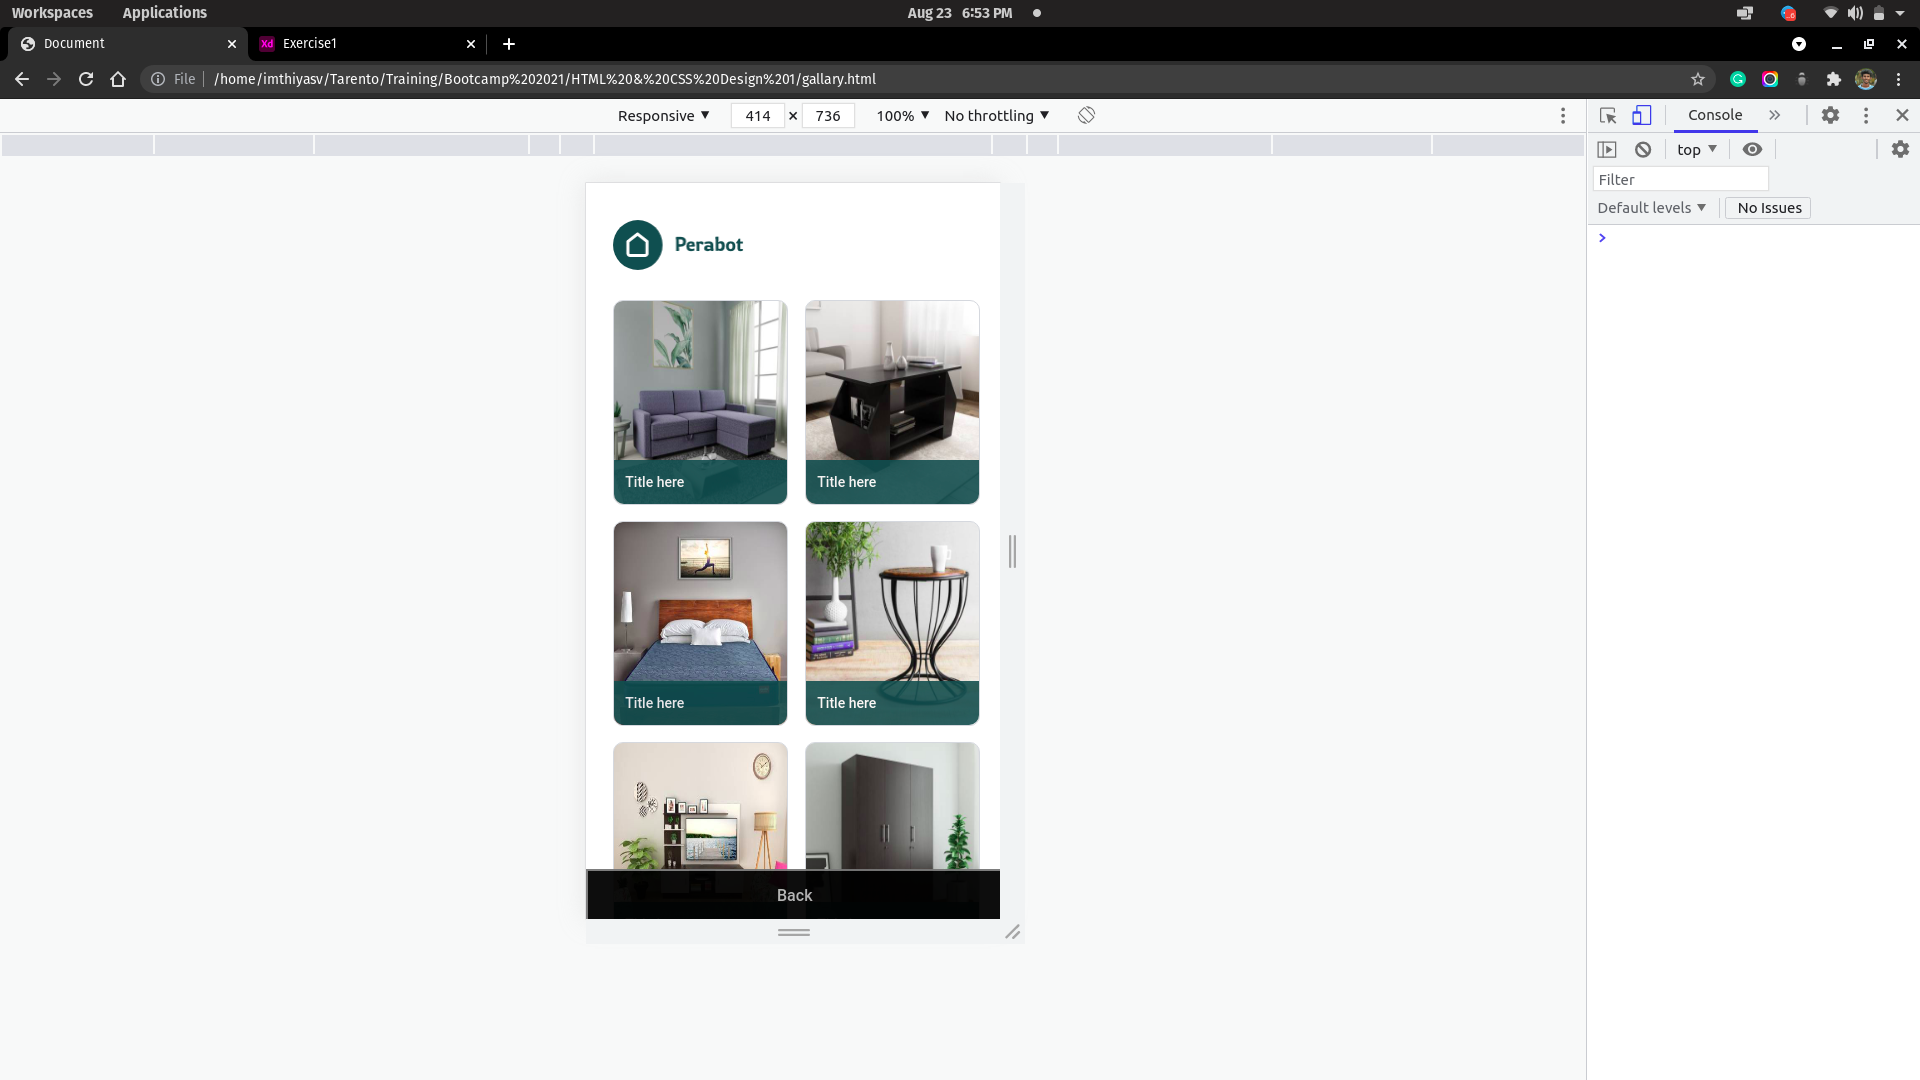 Workspaces Applications Aug 23 6:53 PM
Document Xd Exercise1
File /home/imthiyasv/Tarento/Training/Bootcamp%202021/HTML%20&%20CSS%20Design%201/gallary.html
Responsive 414 × 736 100% No throttling Console
top
Filter
Default levels No Issues
Perabot
Title here Title here
Title here Title here
Back